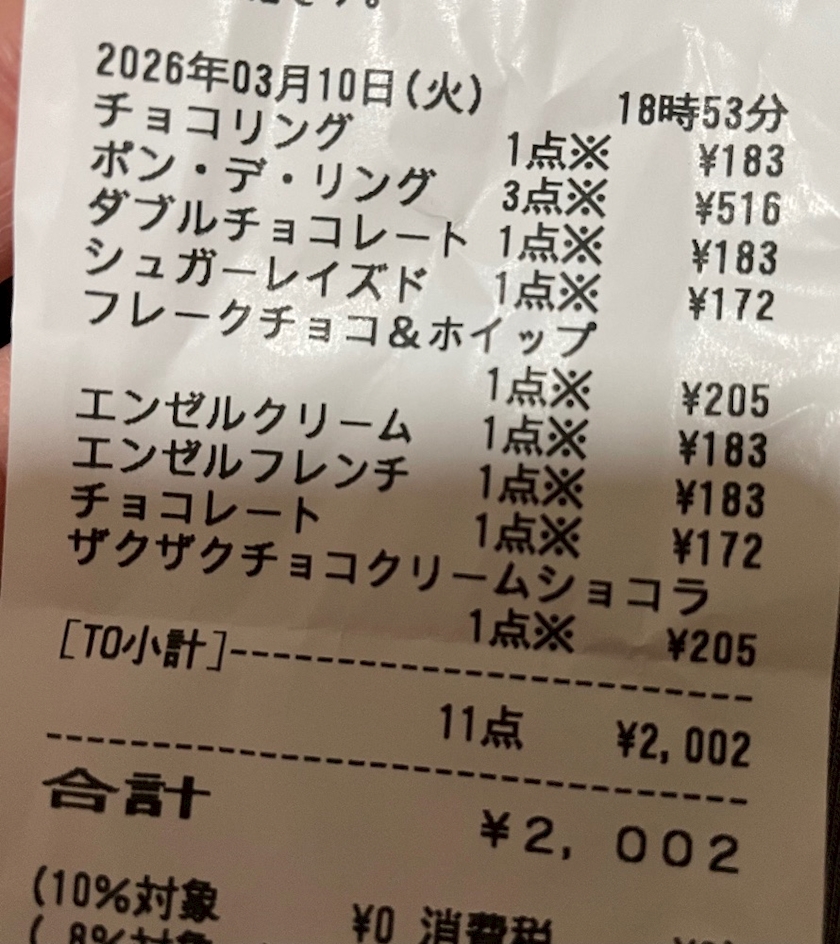 2026年03月10日(火) 18時53分
チョコリング 1点※ ¥183
ポン・デ・リング 3点※ ¥516
ダブルチョコレート 1点※ ¥183
シュガーレイズド 1点※ ¥172
フレークチョコ&ホイップ
1点※ ¥205
エンゼルクリーム 1点※ ¥183
エンゼルフレンチ 1点※ ¥183
チョコレート 1点※ ¥172
ザクザクチョコクリームショコラ
1点※ ¥205
[TO小計]--------------------------
11点 ¥2,002
-----------------------------------
合計 ¥2,002
(10%対象 ¥0 消費税
( 8%対象